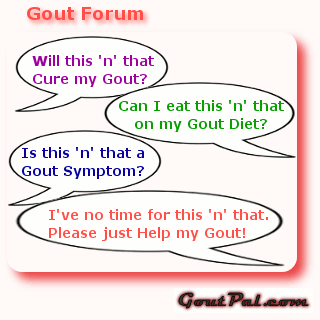 Gout Forum
Will this 'n' that
Cure my Gout?
Can I eat this 'n' that
on my Gout Diet?
Is this 'n' that a
Gout Symptom?
I've no time for this 'n' that.
Please just Help my Gout!
GoutPal.com